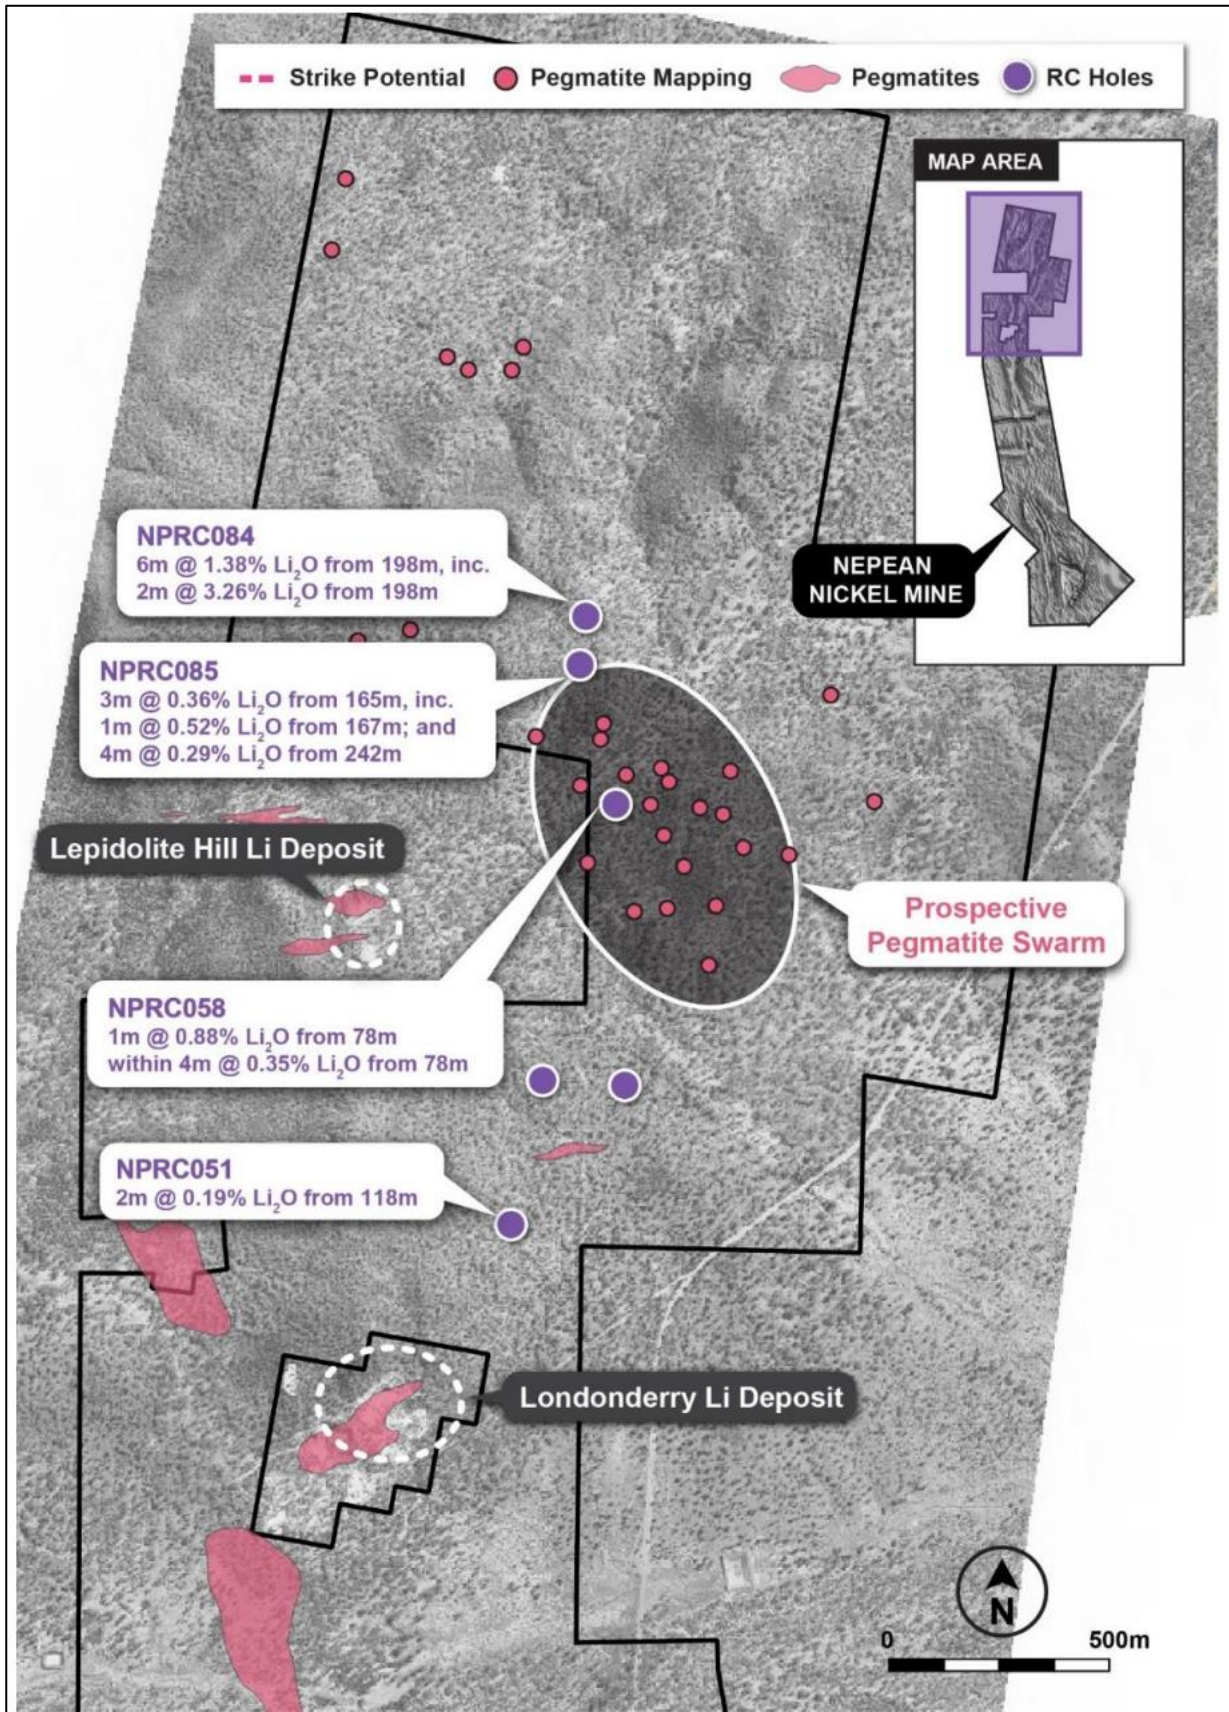 Strike Potential
Pegmatite Mapping
Pegmatites
RC Holes
MAP AREA
NPRC084
6m @ 1.38% Li₂O from 198m, inc.
2m @ 3.26% Li₂O from 198m
NEPEAN
NICKEL MINE
NPRC085
3m @ 0.36% Li₂O from 165m, inc.
1m @ 0.52% Li₂O from 167m; and
4m @ 0.29% Li₂O from 242m
Lepidolite Hill Li Deposit
Prospective
Pegmatite Swarm
NPRC058
1m @ 0.88% Li₂O from 78m
within 4m @ 0.35% Li₂O from 78m
NPRC051
2m @ 0.19% Li₂O from 118m
Londonderry Li Deposit
N
0 500m